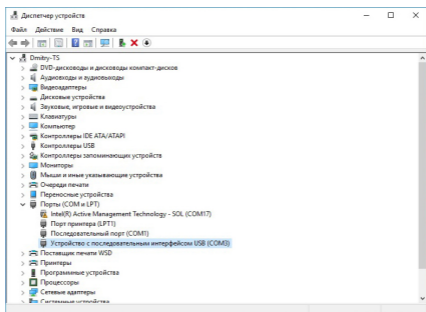 Диспетчер устройств
Файл Действие Вид Справка
Dmitry-TS
DVD-дисководы и дисководы компакт-дисков
Аудиовходы и аудиовыходы
Видеоадаптеры
Дисковые устройства
Звуковые, игровые и видеоустройства
Клавиатуры
Компьютер
Контроллеры IDE ATA/ATAPI
Контроллеры USB
Контроллеры запоминающих устройств
Мониторы
Мыши и иные указывающие устройства
Очереди печати
Переносные устройства
Порты (COM и LPT)
Intel(R) Active Management Technology - SOL (COM17)
Порт принтера (LPT1)
Последовательный порт (COM1)
Устройство с последовательным интерфейсом USB (COM3)
Поставщик печати WSD
Принтеры
Программные устройства
Процессоры
Сетевые адаптеры
Системные устройства